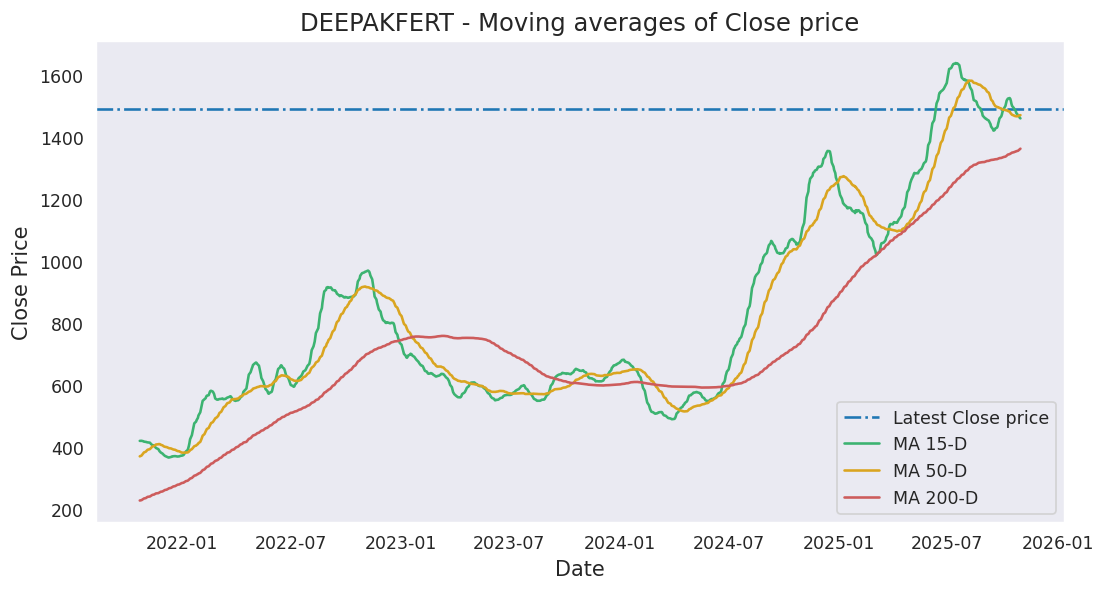 DEEPAKFERT - Moving averages of Close price
Close Price
1600
1400
1200
1000
800
600
400
200
2022-01 2022-07 2023-01 2023-07 2024-01 2024-07 2025-01 2025-07 2026-01
Date
Latest Close price
MA 15-D
MA 50-D
MA 200-D